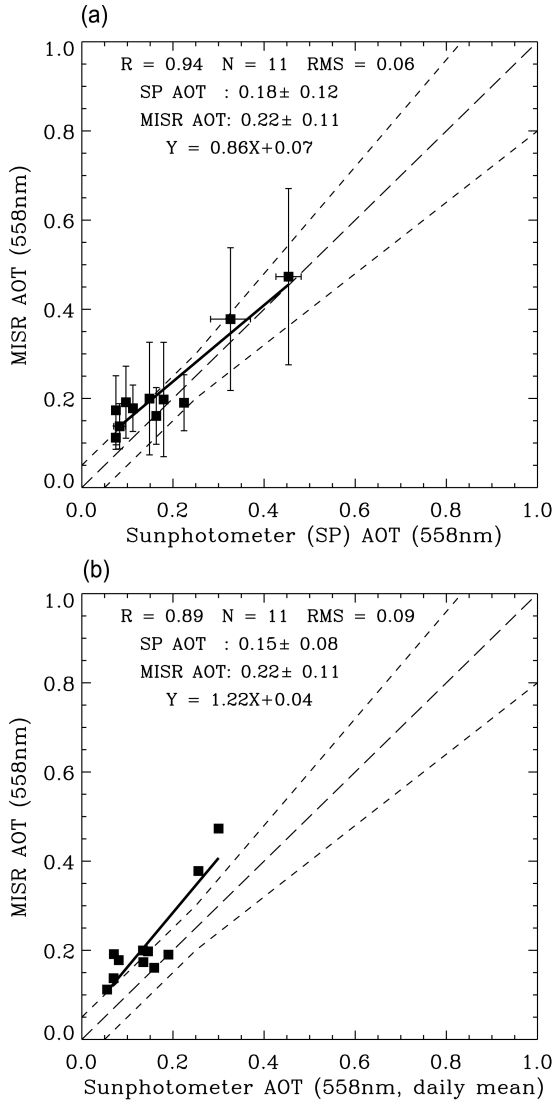 (a)
R = 0.94 N = 11 RMS = 0.06
SP AOT : 0.18± 0.12
MISR AOT: 0.22± 0.11
Y = 0.86X+0.07
1.0
0.8
0.6
0.4
0.2
0.0
MISR AOT (558nm)
0.0 0.2 0.4 0.6 0.8 1.0
Sunphotometer (SP) AOT (558nm)
(b)
R = 0.89 N = 11 RMS = 0.09
SP AOT : 0.15± 0.08
MISR AOT: 0.22± 0.11
Y = 1.22X+0.04
1.0
0.8
0.6
0.4
0.2
0.0
MISR AOT (558nm)
0.0 0.2 0.4 0.6 0.8 1.0
Sunphotometer AOT (558nm, daily mean)